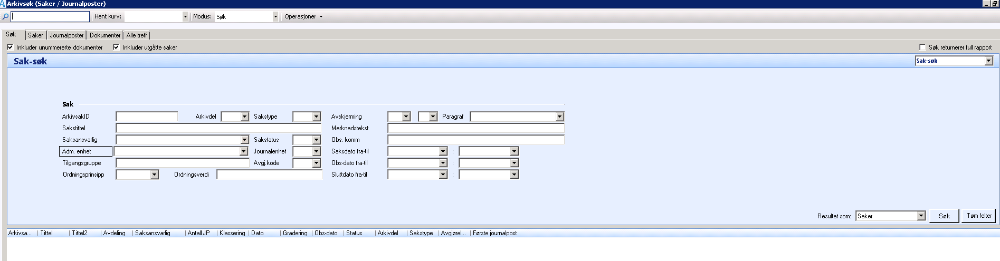 Arkivsøk (Saker / Journalposter)
Hent kurv: Modus: Søk Operasjoner
Søk Saker Journalposter Dokumenter Alle treff
Inkluder unummererte dokumenter Inkluder utgåtte saker Søk returnerer full rapport
Sak-søk Sak-søk
Sak
ArkivsakID Arkivdel Sakstype Avskjerming Paragraf
Sakstittel Merknadstekst
Saksansvarlig Sakstatus Obs. komm
Adm. enhet Journalenhet Saksdato fra-til :
Tilgangsgruppe Avgj.kode Obs-dato fra-til :
Ordningsprinsipp Ordningsverdi Sluttdato fra-til :
Resultat som: Saker Søk Tøm felter
Arkivsa... Tittel Tittel2 Avdeling Saksansvarlig Antall JP Klassering Dato Gradering Obs-dato Status Arkivdel Sakstype Avgjørel... Første journalpost